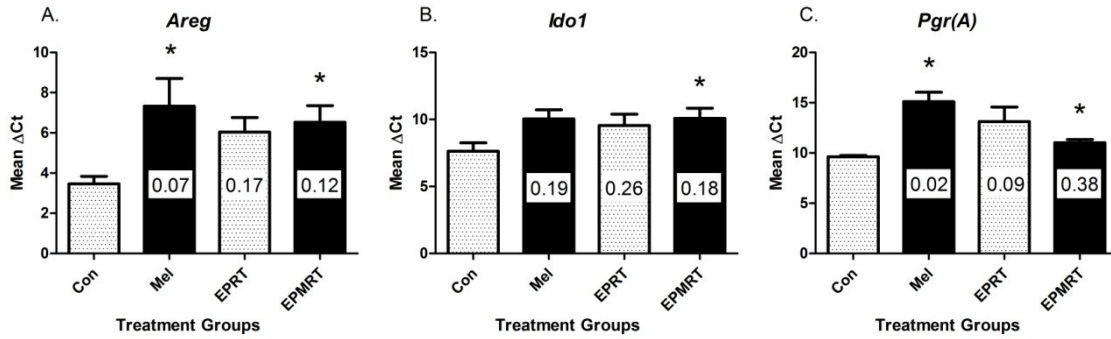 A.
Areg
Mean ΔCt
10
8
6
4
2
0
*
*
0.07
0.17
0.12
Con
Mel
EPRT
EPMRT
Treatment Groups
B.
Ido1
Mean ΔCt
15
10
5
0
*
0.19
0.26
0.18
Con
Mel
EPRT
EPMRT
Treatment Groups
C.
Pgr(A)
Mean ΔCt
20
15
10
5
0
*
*
0.02
0.09
0.38
Con
Mel
EPRT
EPMRT
Treatment Groups